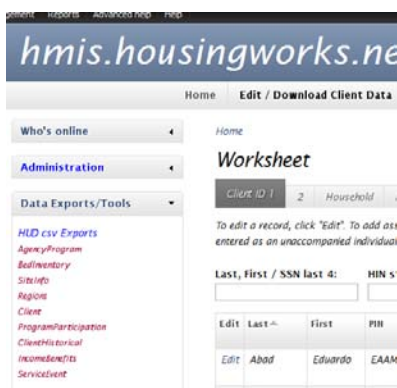 Reports Advanced help Help
hmis.housingworks.ne
Home Edit / Download Client Data
Who's online
Administration
Data Exports/Tools
HUD csv Exports
AgencyProgram
BedInventory
SiteInfo
Regions
Client
ProgramParticipation
ClientHistorical
IncomeBenefits
ServiceEvent
Home
Worksheet
Client ID 1 2 Household
To edit a record, click "Edit". To add as
entered as an unaccompanied individua
Last, First / SSN last 4: HIN s
Edit Last First PIN
Edit Abad Eduardo EAAM